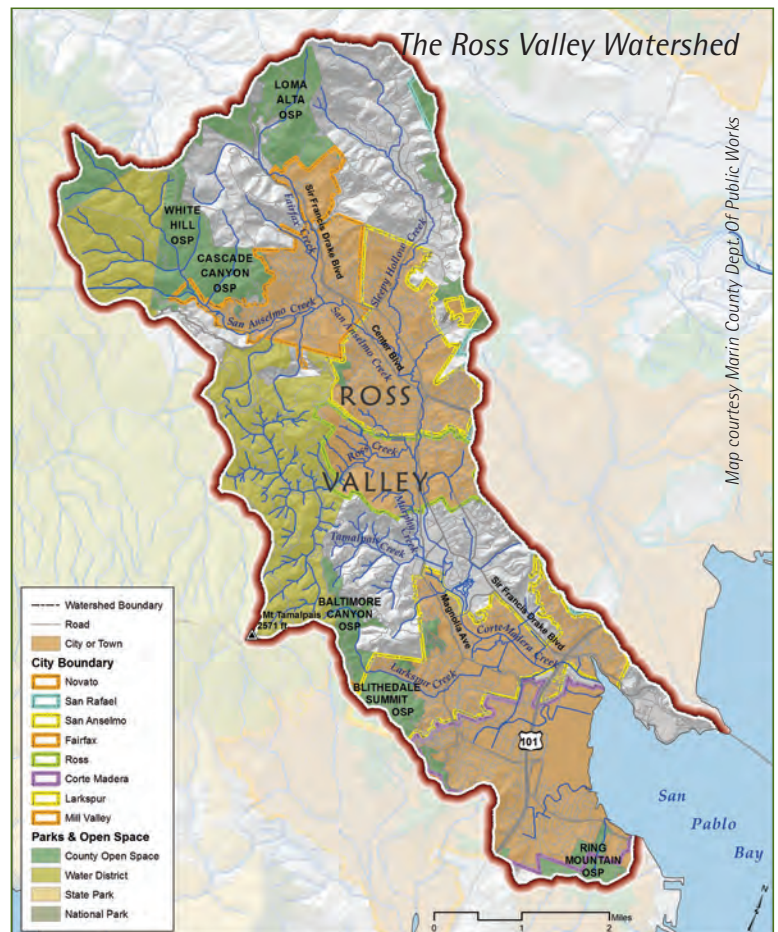 The Ross Valley Watershed
Map courtesy Marin County Dept. Of Public Works
LOMA
ALTA
OSP
WHITE
HILL
OSP
CASCADE
CANYON
OSP
Fairfax Creek
Sir Francis Drake Blvd
Sleepy Hollow Creek
San Anselmo Creek
San Anselmo Creek
Center Blvd
ROSS
VALLEY
Ross Creek
Murphy Creek
Tamalpais Creek
Mt Tamalpais
2571 ft
BALTIMORE
CANYON
OSP
Magnolia Ave
Sir Francis Drake Blvd
Corte Madera Creek
Larkspur Creek
BLITHEDALE
SUMMIT
OSP
101
San
Pablo
Bay
RING
MOUNTAIN
OSP
Watershed Boundary
Road
City or Town
City Boundary
Novato
San Rafael
San Anselmo
Fairfax
Ross
Corte Madera
Larkspur
Mill Valley
Parks & Open Space
County Open Space
Water District
State Park
National Park
0 1 2 Miles
N